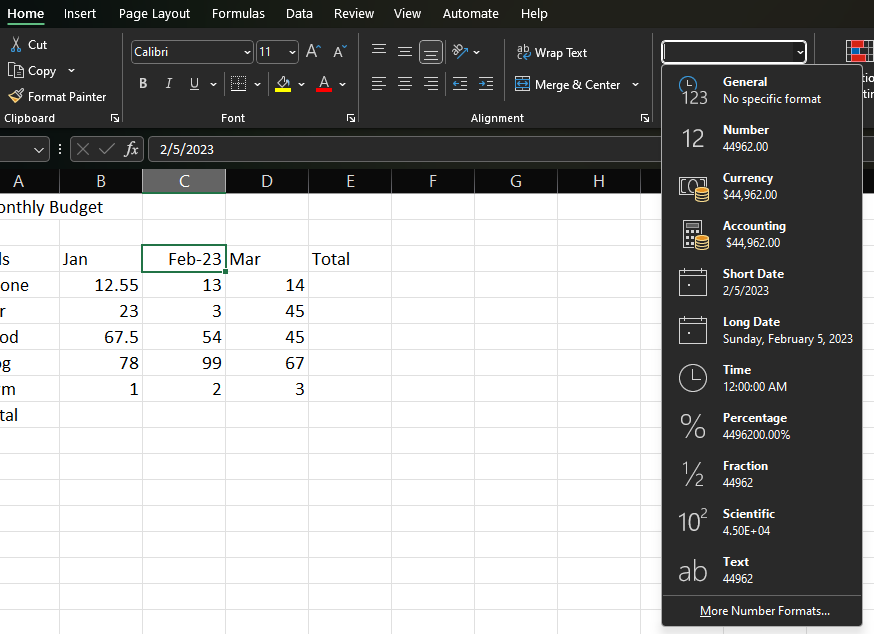 Home Insert Page Layout Formulas Data Review View Automate Help
Cut
Copy
Format Painter
Clipboard
Calibri 11 A A
B I U A
Font
ab Wrap Text
Merge & Center
Alignment
fx 2/5/2023
A B C D E F G H
onthly Budget
ls Jan Feb-23 Mar Total
one 12.55 13 14
r 23 3 45
od 67.5 54 45
og 78 99 67
m 1 2 3
tal
123 General
No specific format
12 Number
44962.00
Currency
$44,962.00
Accounting
$44,962.00
Short Date
2/5/2023
Long Date
Sunday, February 5, 2023
Time
12:00:00 AM
% Percentage
4496200.00%
½ Fraction
44962
10² Scientific
4.50E+04
ab Text
44962
More Number Formats...